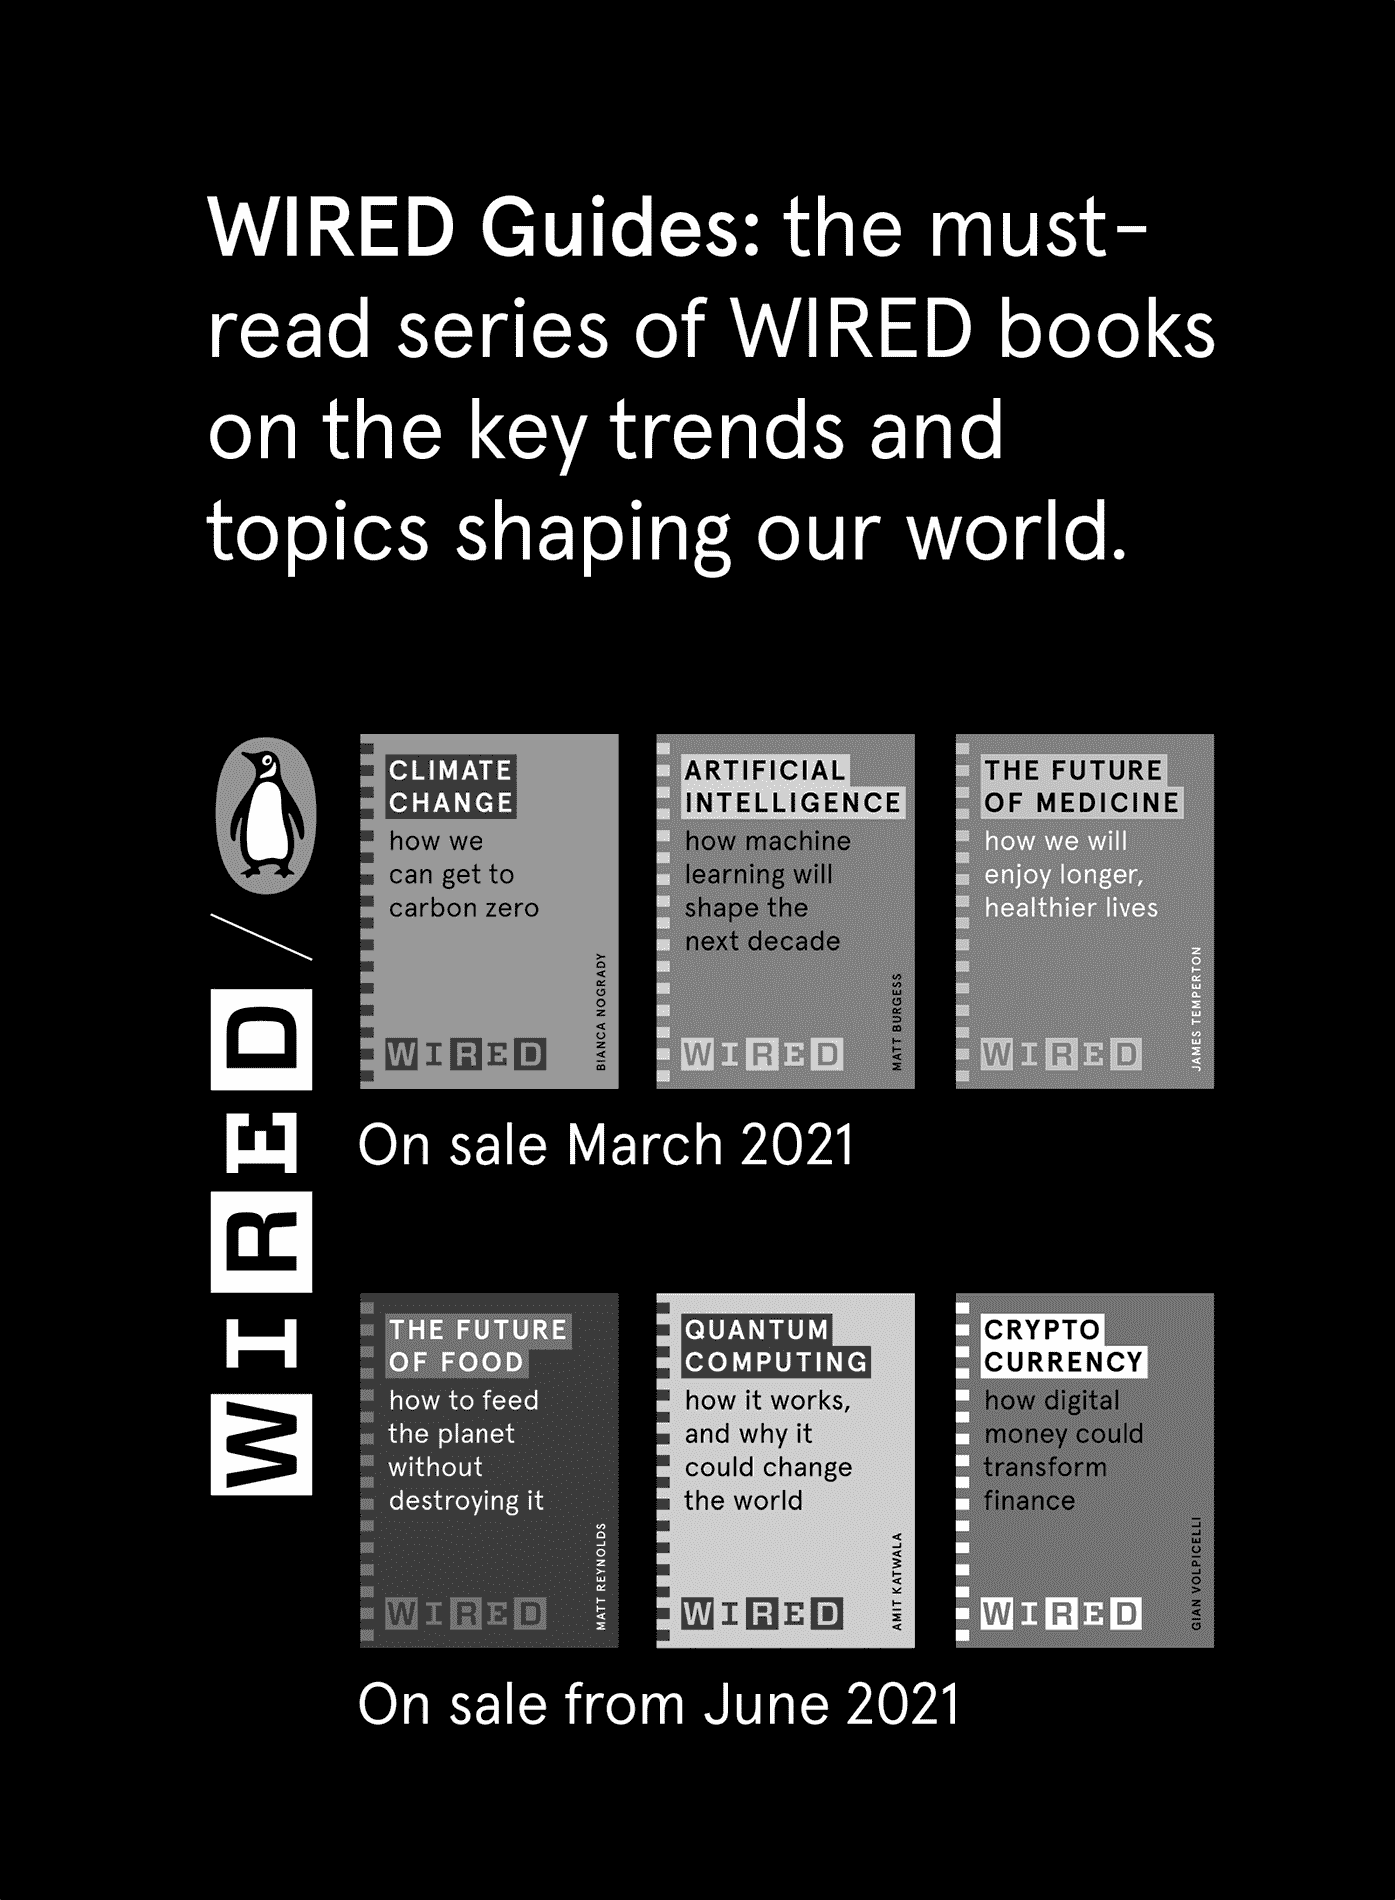 WIRED Guides: the must-
read series of WIRED books
on the key trends and
topics shaping our world.
WIRED /
CLIMATE
CHANGE
how we
can get to
carbon zero
BIANCA NOGRADY
WIRED
ARTIFICIAL
INTELLIGENCE
how machine
learning will
shape the
next decade
MATT BURGESS
WIRED
THE FUTURE
OF MEDICINE
how we will
enjoy longer,
healthier lives
JAMES TEMPERTON
WIRED
On sale March 2021
THE FUTURE
OF FOOD
how to feed
the planet
without
destroying it
MATT REYNOLDS
WIRED
QUANTUM
COMPUTING
how it works,
and why it
could change
the world
AMIT KATWALA
WIRED
CRYPTO
CURRENCY
how digital
money could
transform
finance
GIAN VOLPICELLI
WIRED
On sale from June 2021